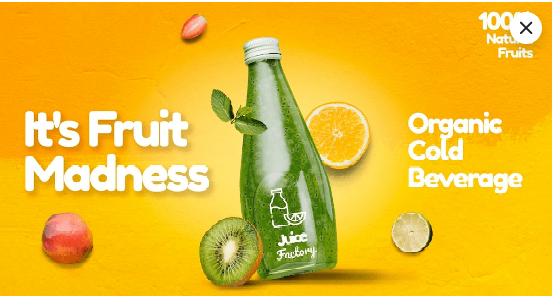 Natural
Fruits
It's Fruit
Madness
Organic
Cold
Beverage
Juice
Factory